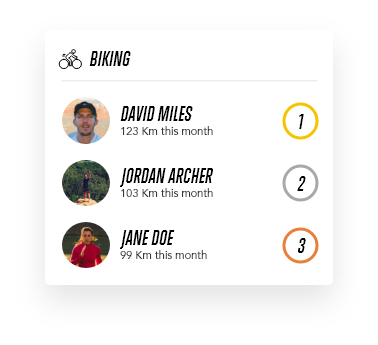 BIKING
DAVID MILES
123 Km this month
1
JORDAN ARCHER
103 Km this month
2
JANE DOE
99 Km this month
3